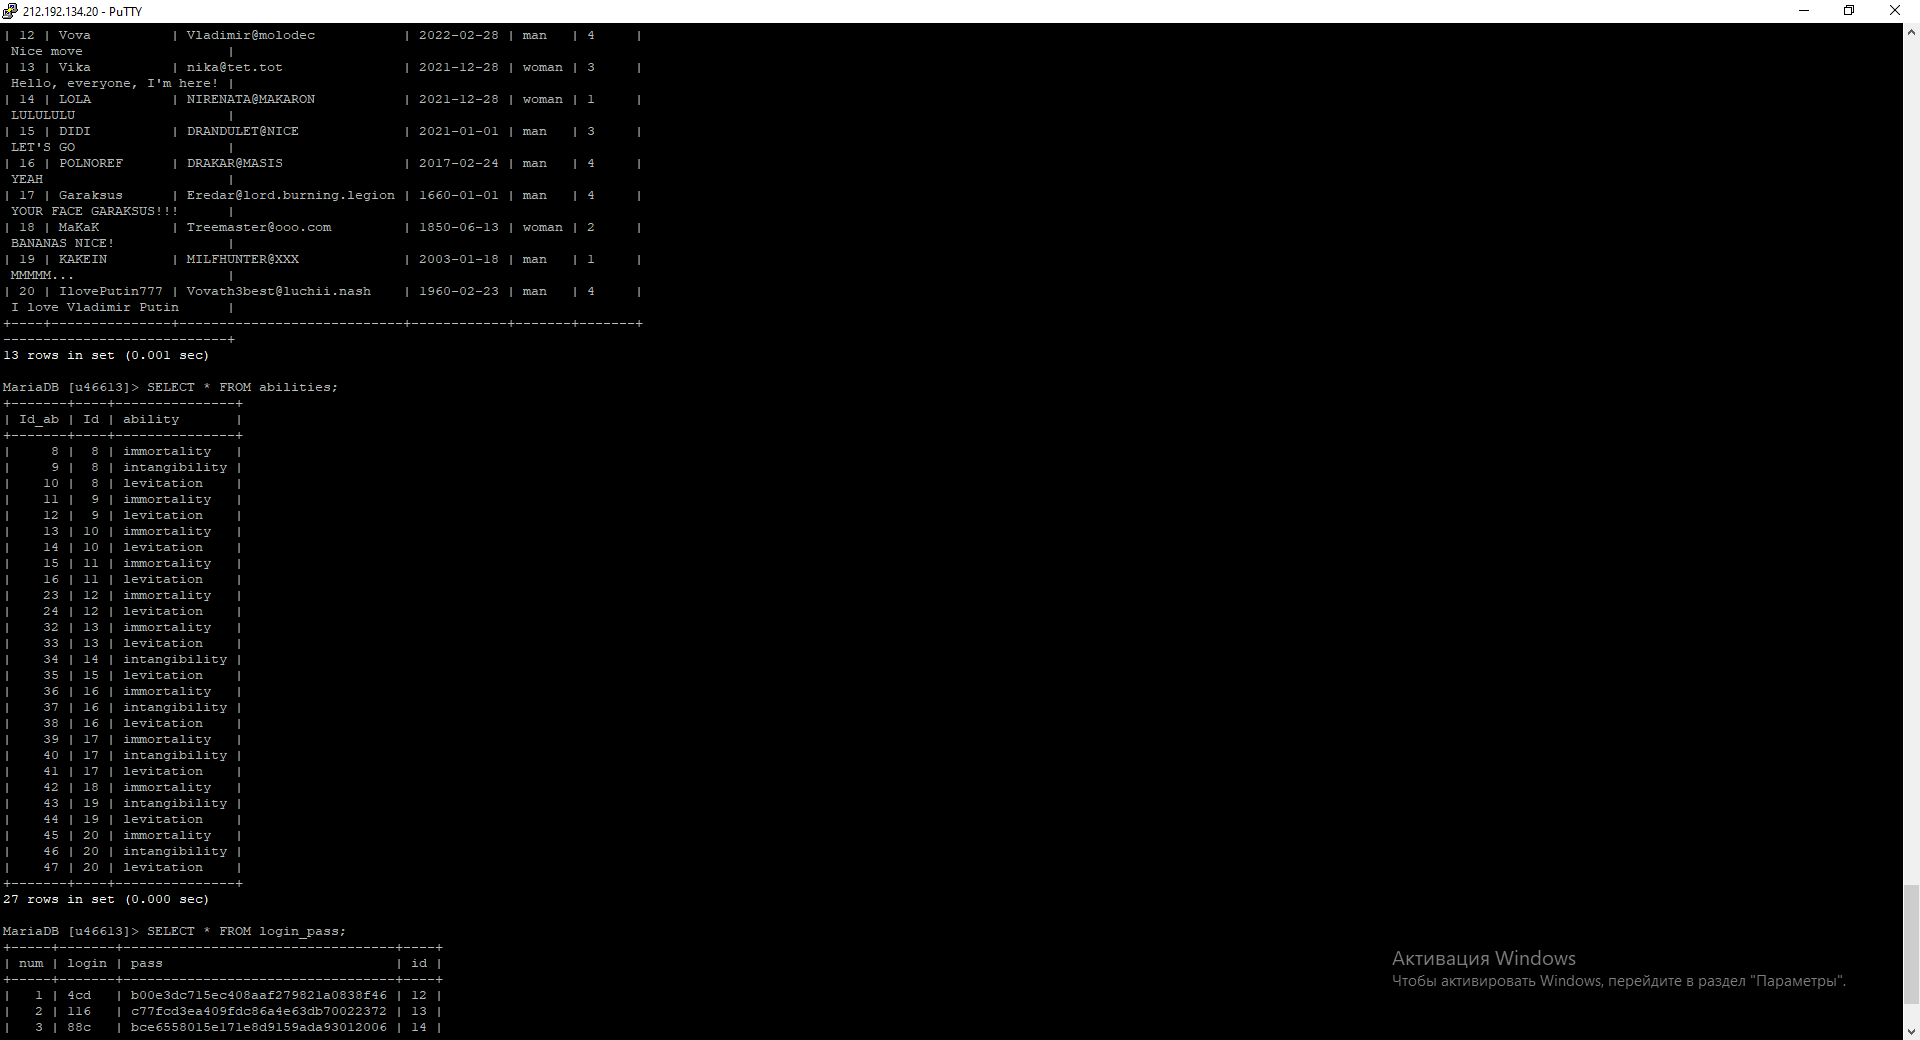 212.192.134.20 - PuTTY
| 12 | Vova          | Vladimir@molodec           | 2022-02-28 | man   | 4     |
 Nice move                  |
| 13 | Vika          | nika@tet.tot               | 2021-12-28 | woman | 3     |
 Hello, everyone, I'm here! |
| 14 | LOLA          | NIRENATA@MAKARON           | 2021-12-28 | woman | 1     |
 LULULULU                   |
| 15 | DIDI          | DRANDULET@NICE             | 2021-01-01 | man   | 3     |
 LET'S GO                   |
| 16 | POLNOREF      | DRAKAR@MASIS               | 2017-02-24 | man   | 4     |
 YEAH                       |
| 17 | Garaksus      | Eredar@lord.burning.legion | 1660-01-01 | man   | 4     |
 YOUR FACE GARAKSUS!!!      |
| 18 | MaKaK         | Treemaster@ooo.com         | 1850-06-13 | woman | 2     |
 BANANAS NICE!              |
| 19 | KAKEIN        | MILFHUNTER@XXX             | 2003-01-18 | man   | 1     |
 MMMMM...                   |
| 20 | IlovePutin777 | Vovath3best@luchii.nash    | 1960-02-23 | man   | 4     |
 I love Vladimir Putin      |
+----+---------------+----------------------------+------------+-------+-------+
----------------------------+
13 rows in set (0.001 sec)
MariaDB [u46613]> SELECT * FROM abilities;
+-------+----+---------------+
| Id_ab | Id | ability       |
+-------+----+---------------+
|     8 |  8 | immortality   |
|     9 |  8 | intangibility |
|    10 |  8 | levitation    |
|    11 |  9 | immortality   |
|    12 |  9 | levitation    |
|    13 | 10 | immortality   |
|    14 | 10 | levitation    |
|    15 | 11 | immortality   |
|    16 | 11 | levitation    |
|    23 | 12 | immortality   |
|    24 | 12 | levitation    |
|    32 | 13 | immortality   |
|    33 | 13 | levitation    |
|    34 | 14 | intangibility |
|    35 | 15 | levitation    |
|    36 | 16 | immortality   |
|    37 | 16 | intangibility |
|    38 | 16 | levitation    |
|    39 | 17 | immortality   |
|    40 | 17 | intangibility |
|    41 | 17 | levitation    |
|    42 | 18 | immortality   |
|    43 | 19 | intangibility |
|    44 | 19 | levitation    |
|    45 | 20 | immortality   |
|    46 | 20 | intangibility |
|    47 | 20 | levitation    |
+-------+----+---------------+
27 rows in set (0.000 sec)
MariaDB [u46613]> SELECT * FROM login_pass;
+-----+-------+----------------------------------+----+
| num | login | pass                             | id |
+-----+-------+----------------------------------+----+
|   1 | 4cd   | b00e3dc715ec408aaf279821a0838f46 | 12 |
|   2 | 116   | c77fcd3ea409fdc86a4e63db70022372 | 13 |
|   3 | 88c   | bce6558015e171e8d9159ada93012006 | 14 |
Активация Windows
Чтобы активировать Windows, перейдите в раздел "Параметры".